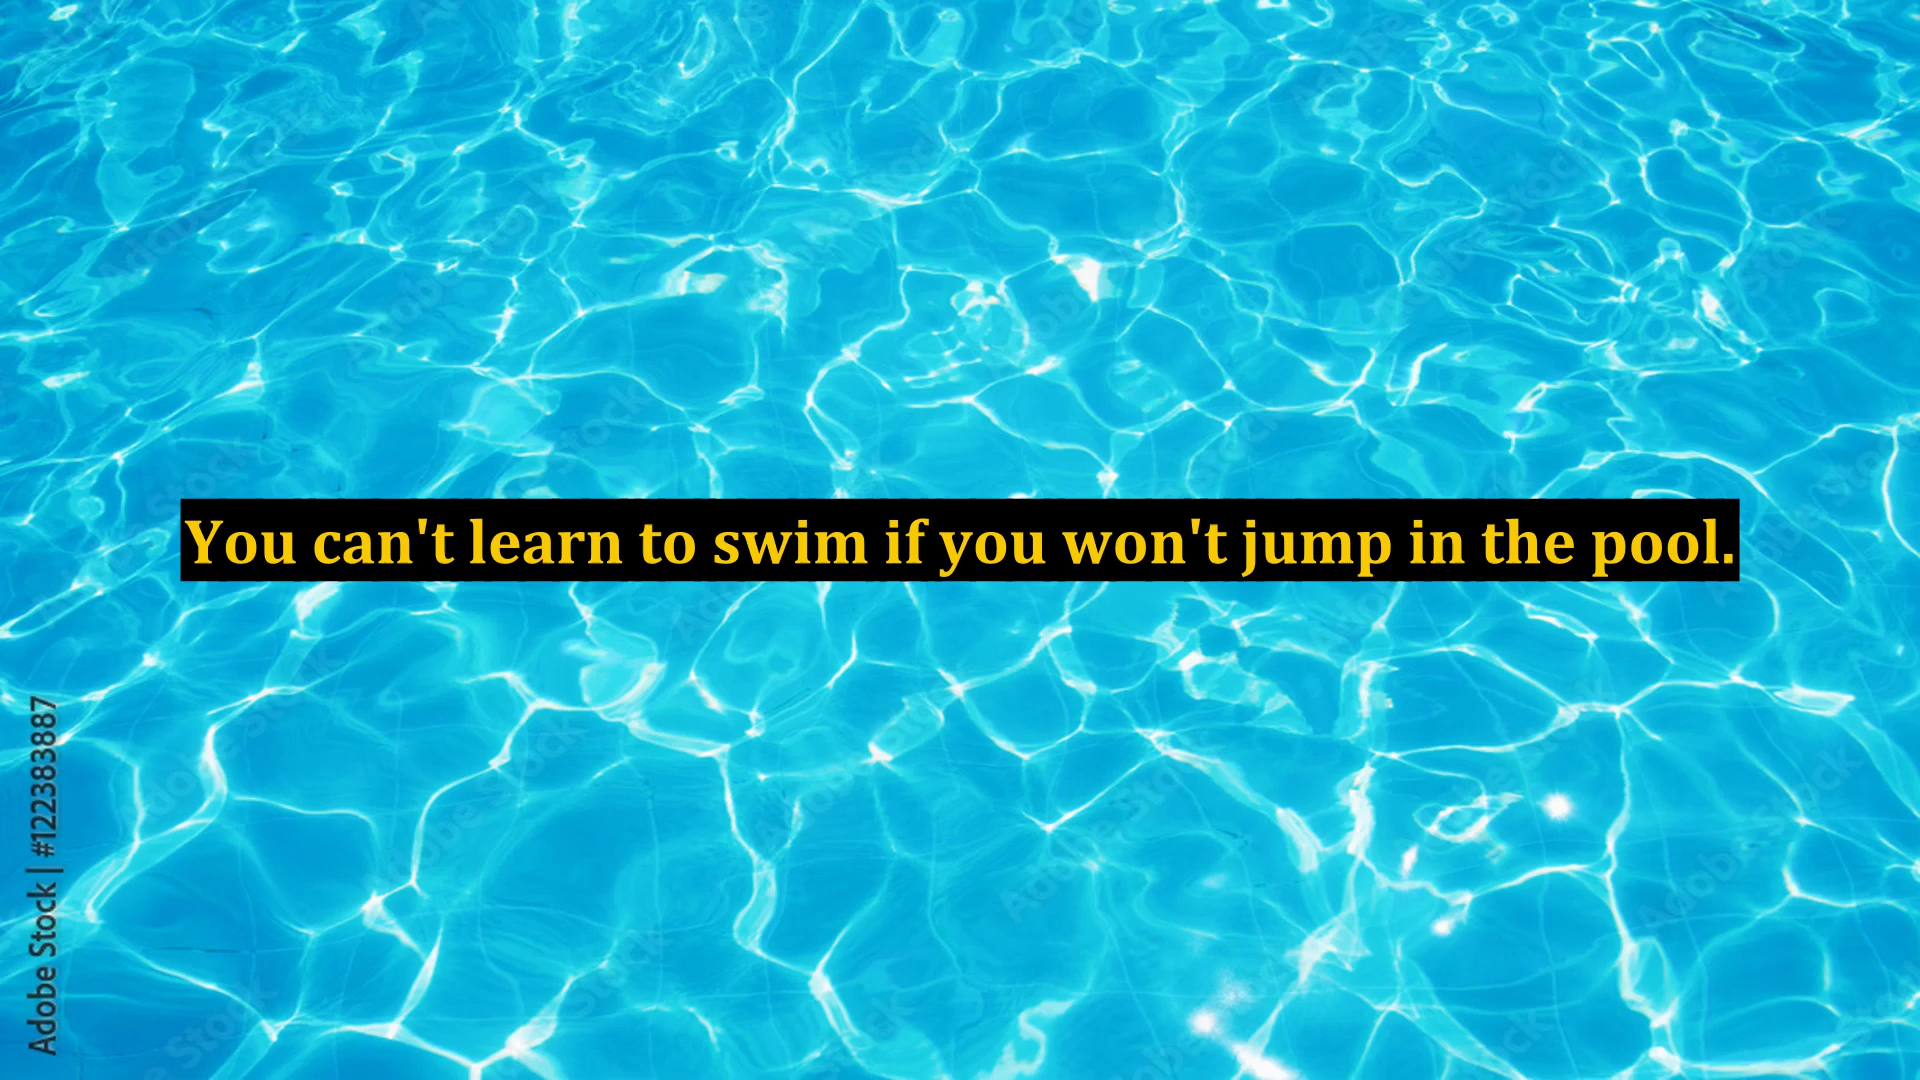 You can't learn to swim if you won't jump in the pool.
Adobe Stock | #122383887